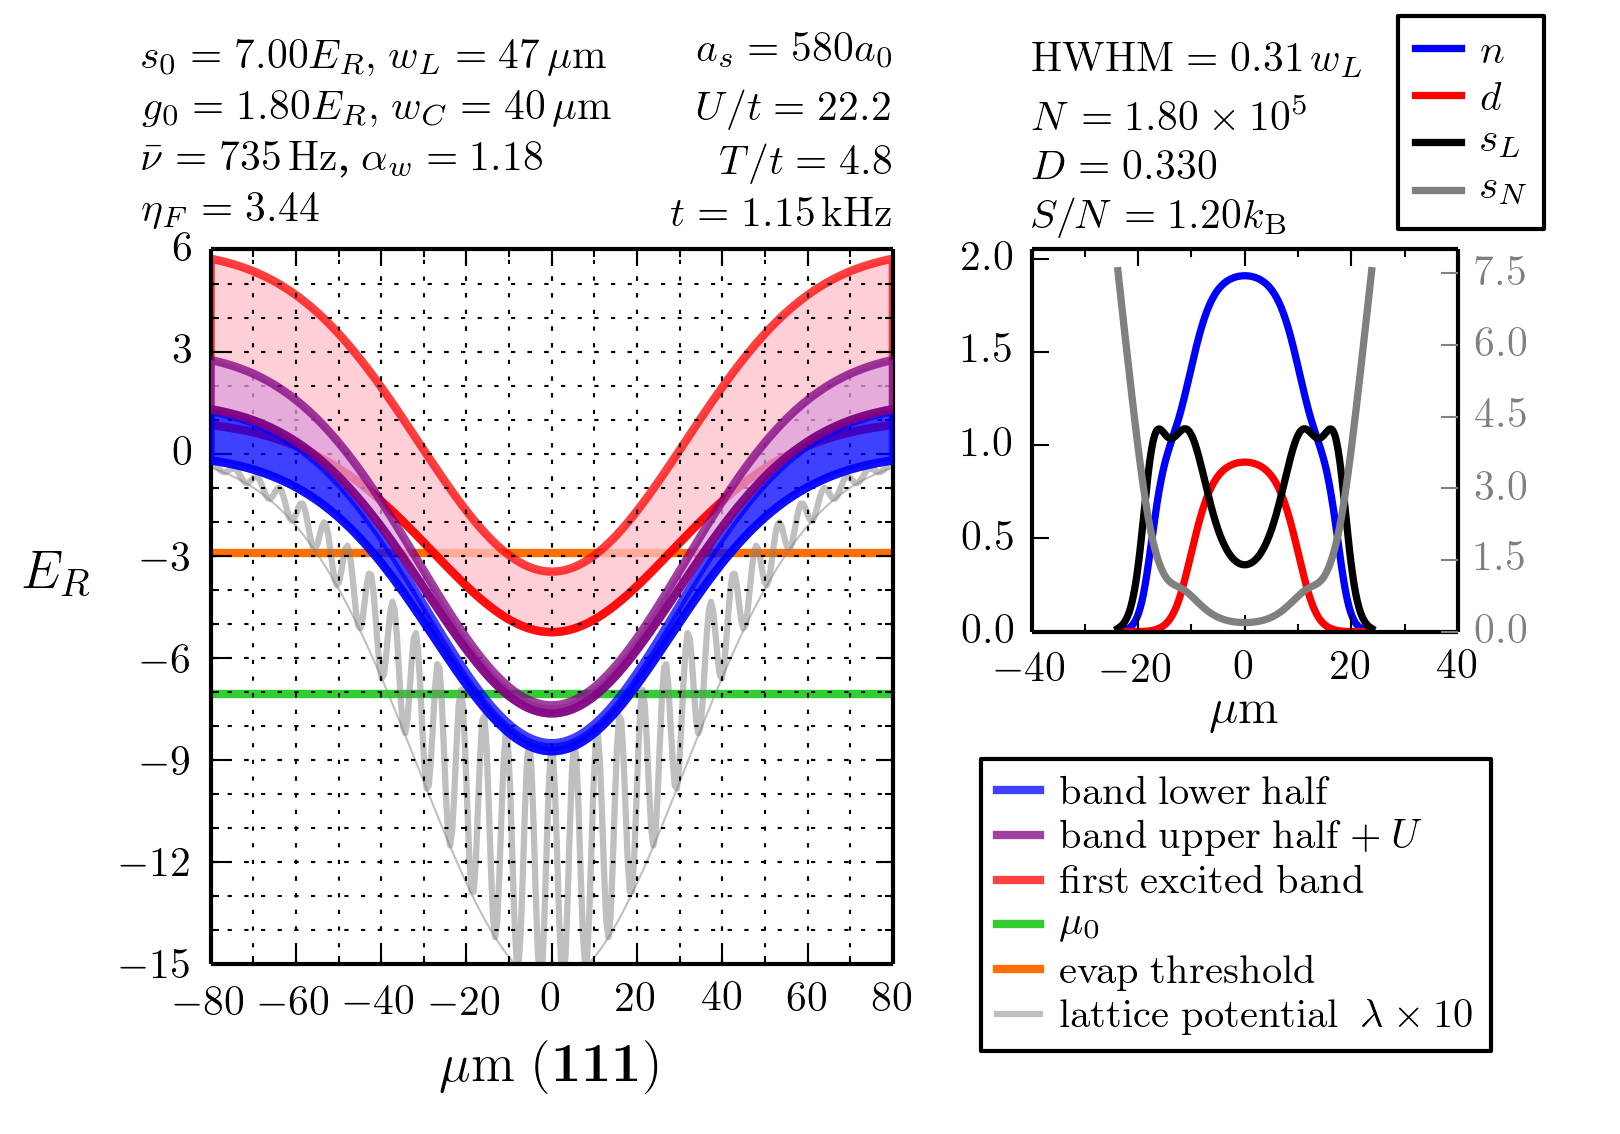 s₀ = 7.00E_R, w_L = 47 μm
g₀ = 1.80E_R, w_C = 40 μm
ν̄ = 735 Hz, α_w = 1.18
η_F = 3.44
a_s = 580a₀
U/t = 22.2
T/t = 4.8
t = 1.15 kHz
HWHM = 0.31 w_L
N = 1.80 × 10⁵
D = 0.330
S/N = 1.20k_B
n
d
s_L
s_N
E_R
6
3
0
−3
−6
−9
−12
−15
−80 −60 −40 −20 0 20 40 60 80
μm (111)
2.0
1.5
1.0
0.5
0.0
7.5
6.0
4.5
3.0
1.5
0.0
−40 −20 0 20 40
μm
band lower half
band upper half + U
first excited band
μ₀
evap threshold
lattice potential λ × 10